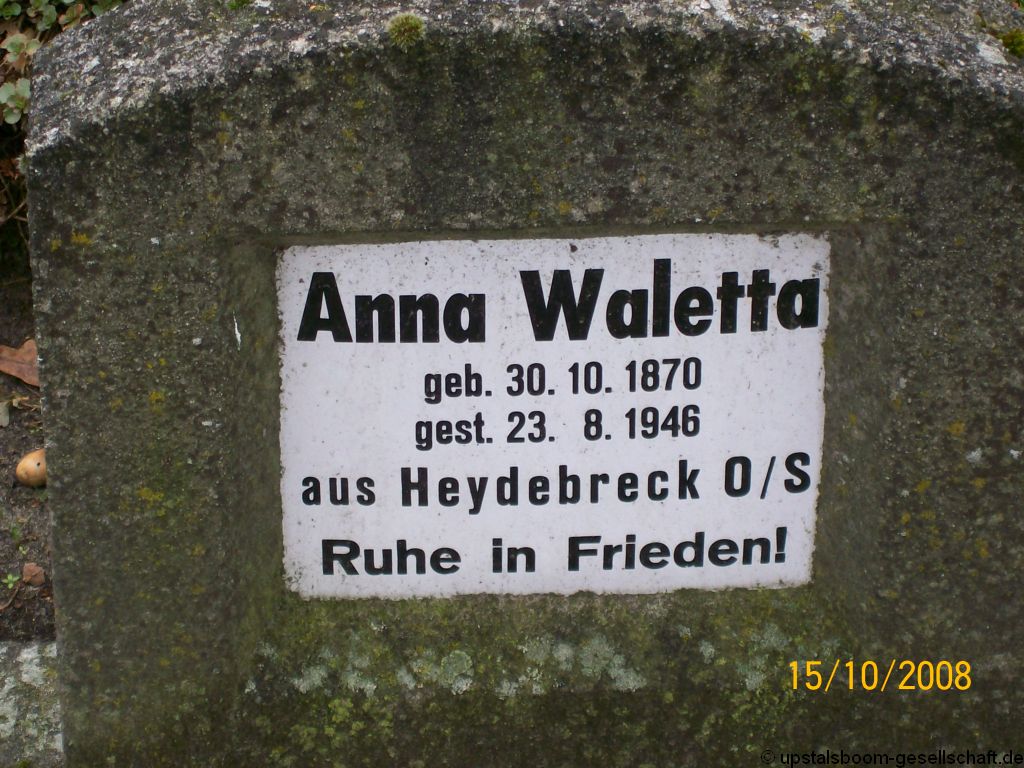 Anna Waletta
geb. 30. 10. 1870
gest. 23. 8. 1946
aus Heydebreck O/S
Ruhe in Frieden!
15/10/2008
© upstalsboom-gesellschaft.de